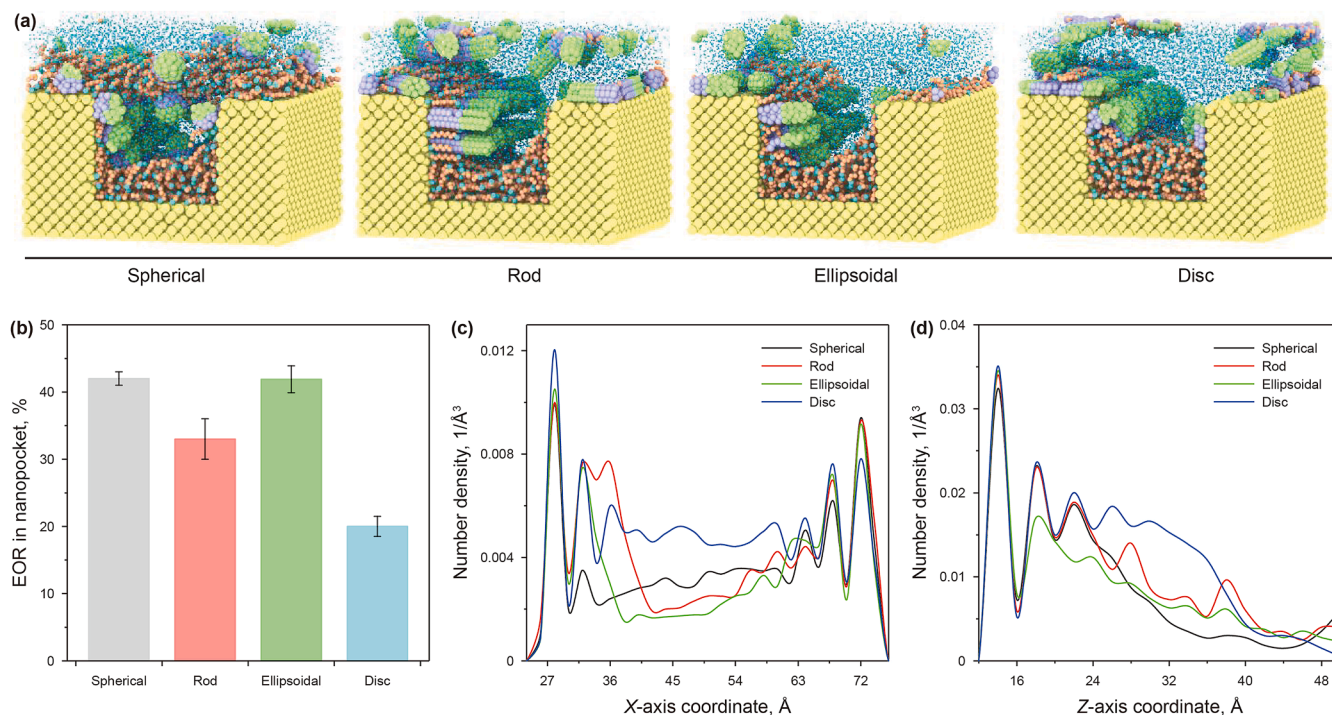 (a)
Spherical Rod Ellipsoidal Disc
(b)
EOR in nanopocket, %
50
40
30
20
10
0
Spherical Rod Ellipsoidal Disc
(c)
Number density, 1/Å³
0.012
0.008
0.004
0
Spherical
Rod
Ellipsoidal
Disc
27 36 45 54 63 72
X-axis coordinate, Å
(d)
Number density, 1/Å³
0.04
0.03
0.02
0.01
0
Spherical
Rod
Ellipsoidal
Disc
16 24 32 40 48
Z-axis coordinate, Å